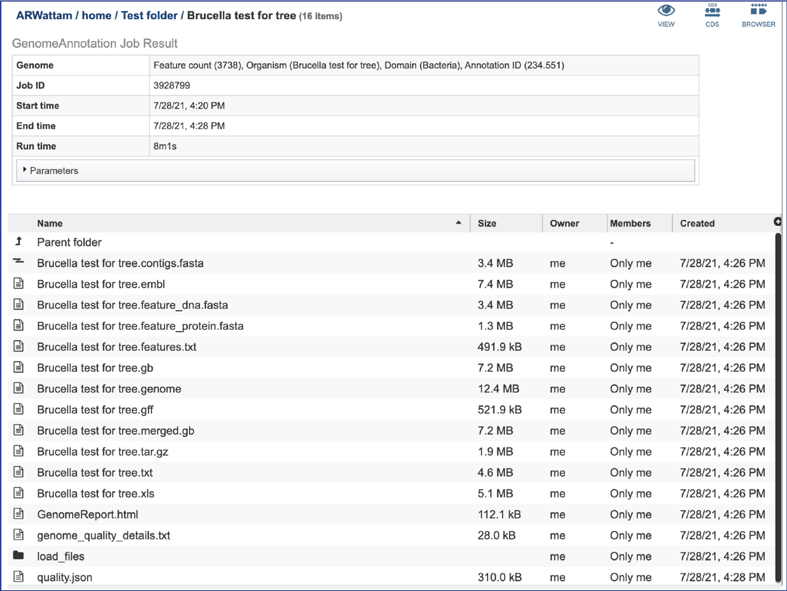 ARWattam / home / Test folder / Brucella test for tree (16 items)
VIEW
CDS
CDS
BROWSER
GenomeAnnotation Job Result
Genome Feature count (3738), Organism (Brucella test for tree), Domain (Bacteria), Annotation ID (234.551)
Job ID 3928799
Start time 7/28/21, 4:20 PM
End time 7/28/21, 4:28 PM
Run time 8m1s
Parameters
Name Size Owner Members Created
Parent folder -
Brucella test for tree.contigs.fasta 3.4 MB me Only me 7/28/21, 4:26 PM
Brucella test for tree.embl 7.4 MB me Only me 7/28/21, 4:26 PM
Brucella test for tree.feature_dna.fasta 3.4 MB me Only me 7/28/21, 4:26 PM
Brucella test for tree.feature_protein.fasta 1.3 MB me Only me 7/28/21, 4:26 PM
Brucella test for tree.features.txt 491.9 kB me Only me 7/28/21, 4:26 PM
Brucella test for tree.gb 7.2 MB me Only me 7/28/21, 4:26 PM
Brucella test for tree.genome 12.4 MB me Only me 7/28/21, 4:26 PM
Brucella test for tree.gff 521.9 kB me Only me 7/28/21, 4:26 PM
Brucella test for tree.merged.gb 7.2 MB me Only me 7/28/21, 4:26 PM
Brucella test for tree.tar.gz 1.9 MB me Only me 7/28/21, 4:26 PM
Brucella test for tree.txt 4.6 MB me Only me 7/28/21, 4:26 PM
Brucella test for tree.xls 5.1 MB me Only me 7/28/21, 4:26 PM
GenomeReport.html 112.1 kB me Only me 7/28/21, 4:26 PM
genome_quality_details.txt 28.0 kB me Only me 7/28/21, 4:26 PM
load_files me Only me 7/28/21, 4:26 PM
quality.json 310.0 kB me Only me 7/28/21, 4:28 PM